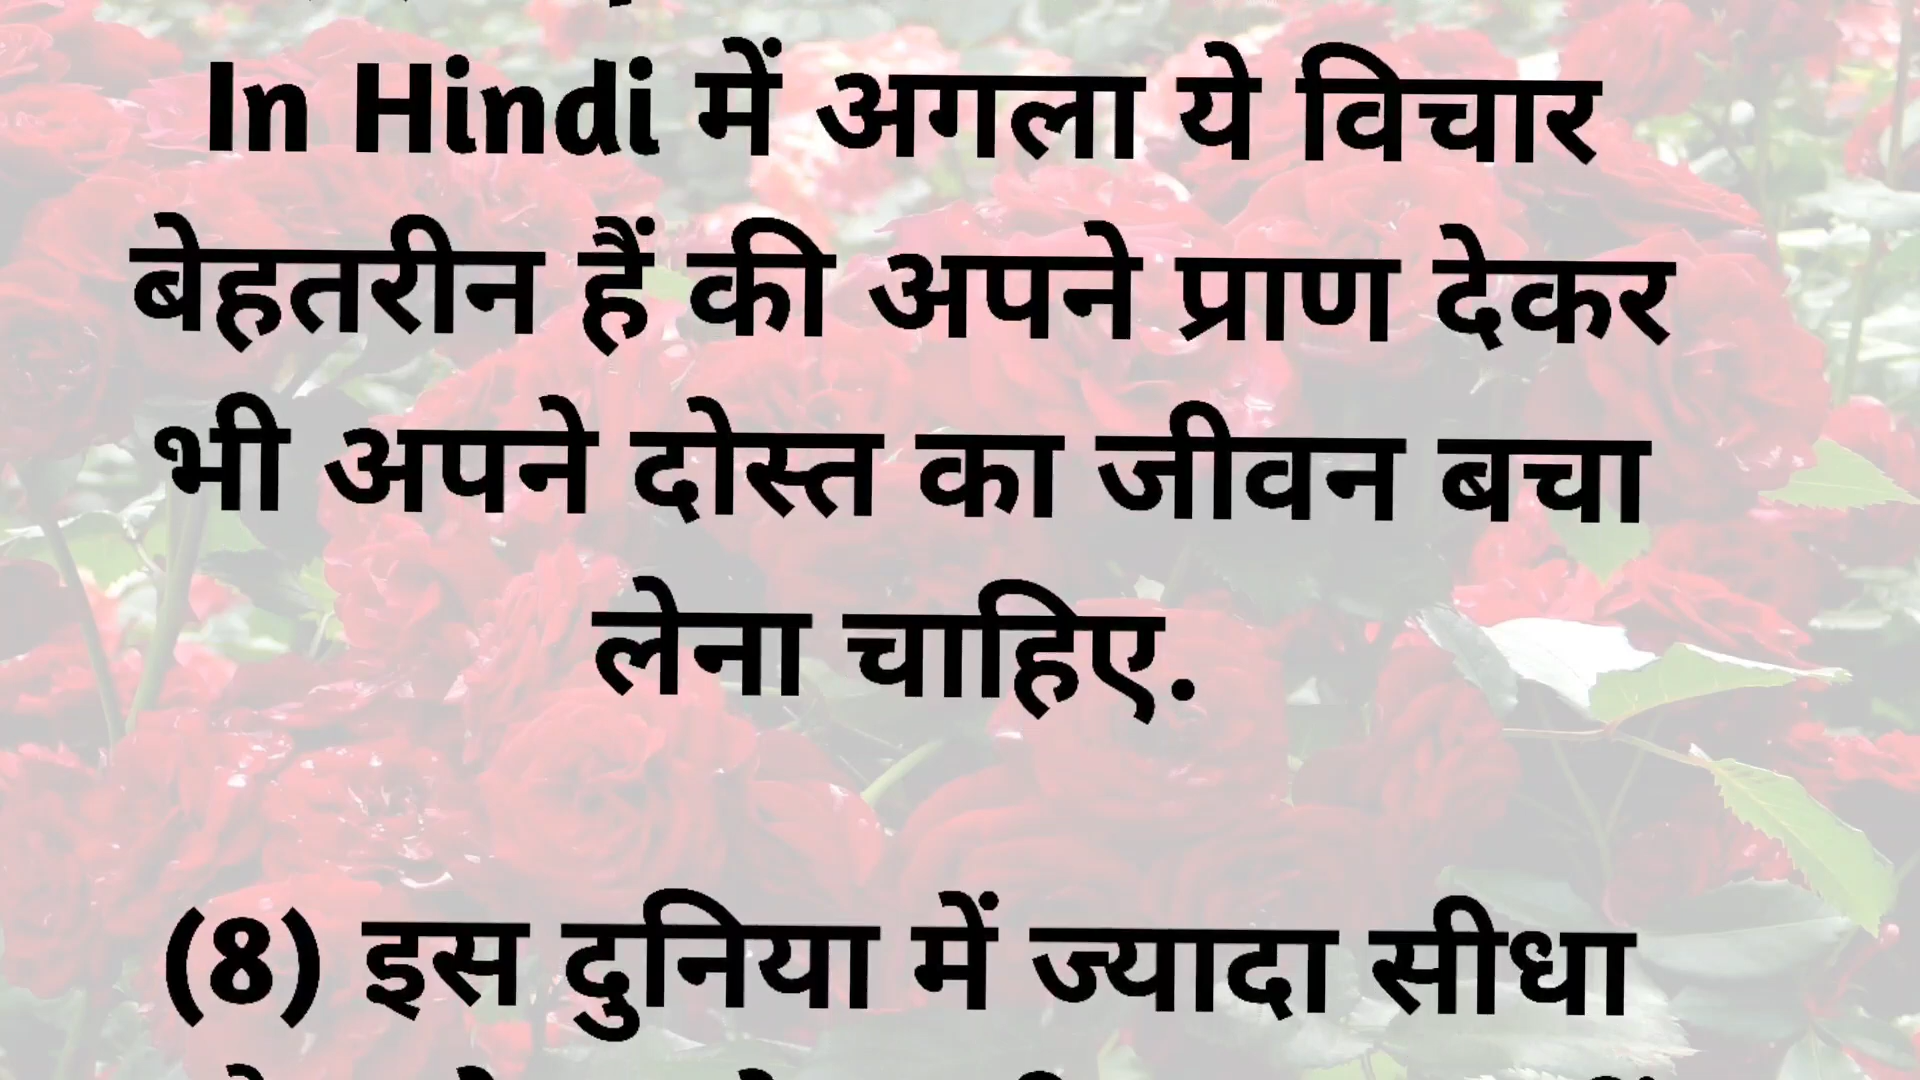 In Hindi में अगला ये विचार
बेहतरीन हैं की अपने प्राण देकर
भी अपने दोस्त का जीवन बचा
लेना चाहिए.
(8) इस दुनिया में ज्यादा सीधा